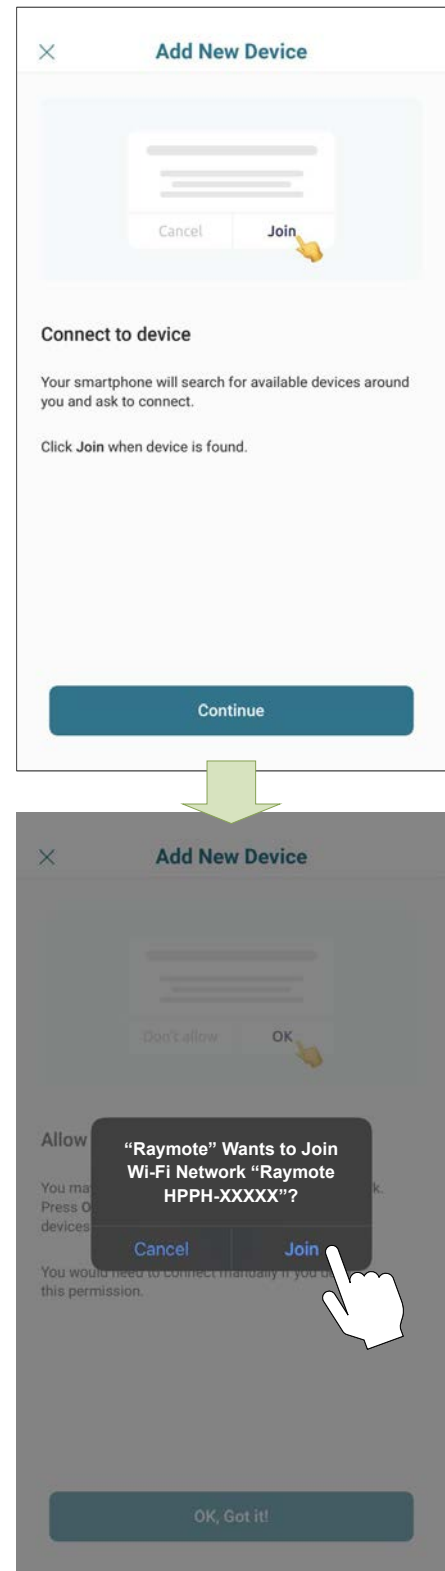 Add New Device
Cancel
Join
Connect to device
Your smartphone will search for available devices around
you and ask to connect.
Click Join when device is found.
Continue
Add New Device
Don't allow
OK
Allow
“Raymote” Wants to Join
Wi-Fi Network “Raymote
HPPH-XXXXX”?
You may
k.
Press O
devices
Cancel
Join
You would need to connect manually if you
this permission.
OK, Got it!